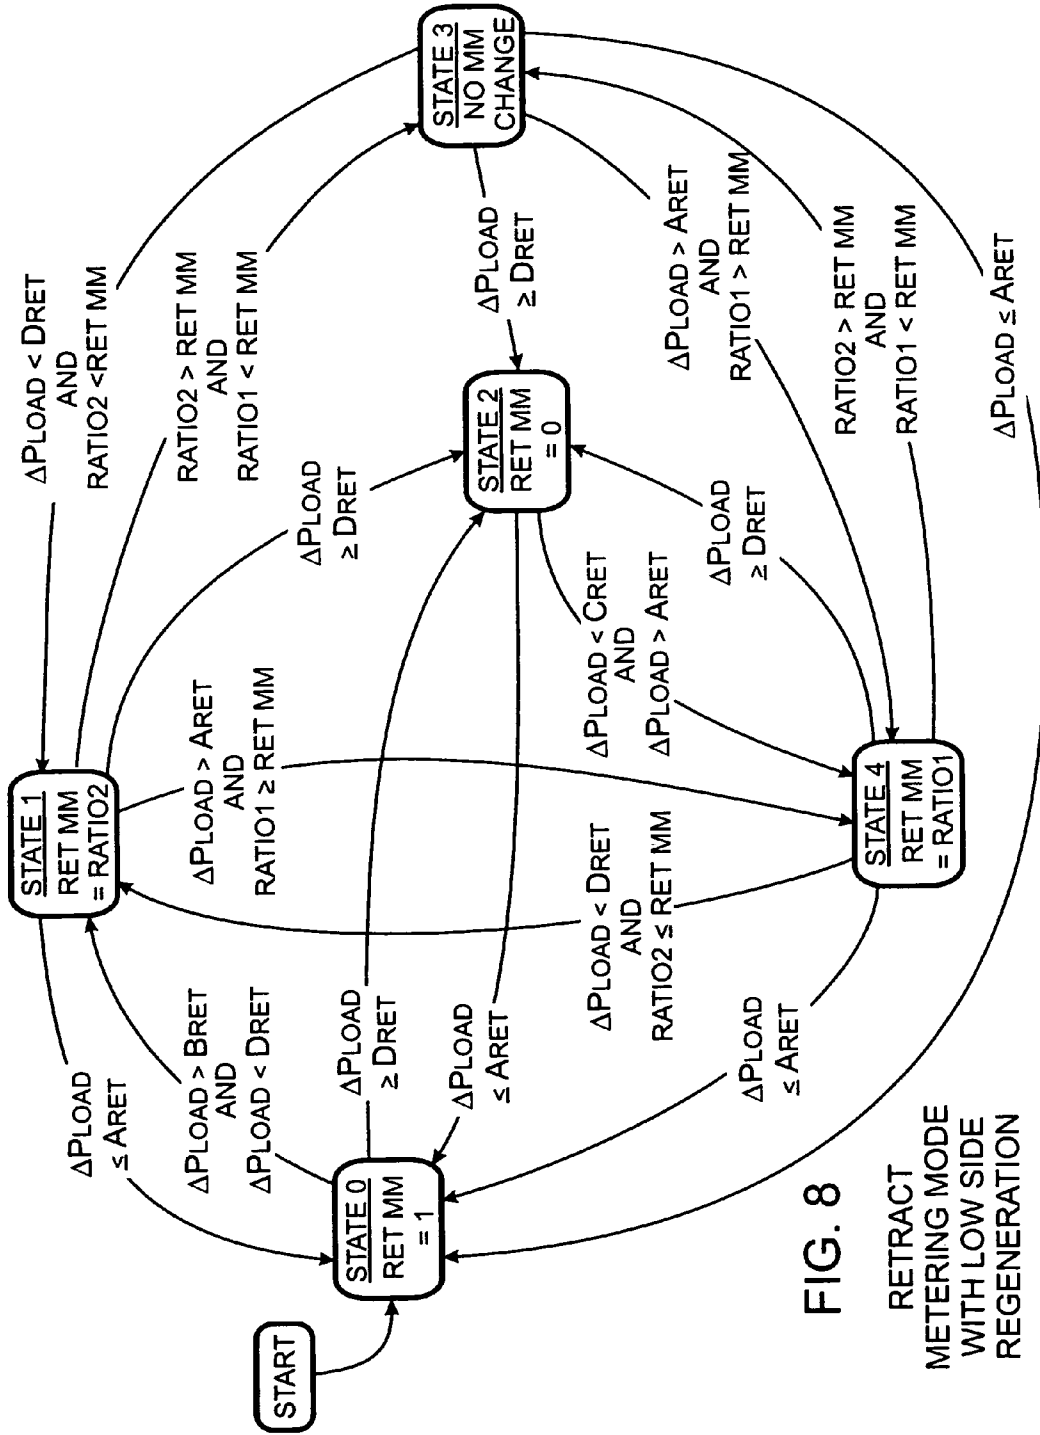 START
STATE 0
RET MM
= 1
STATE 1
RET MM
= RATIO2
STATE 2
RET MM
= 0
STATE 3
NO MM
CHANGE
STATE 4
RET MM
= RATIO1
ΔPLOAD
≤ ARET
ΔPLOAD > BRET
AND
ΔPLOAD < DRET
ΔPLOAD
≥ DRET
ΔPLOAD
≤ ARET
ΔPLOAD
≤ ARET
ΔPLOAD > ARET
AND
RATIO1 ≥ RET MM
ΔPLOAD < DRET
AND
RATIO2 ≤ RET MM
ΔPLOAD
≥ DRET
ΔPLOAD < CRET
AND
ΔPLOAD > ARET
ΔPLOAD
≥ DRET
ΔPLOAD < DRET
AND
RATIO2 <RET MM
RATIO2 > RET MM
AND
RATIO1 < RET MM
ΔPLOAD
≥ DRET
ΔPLOAD > ARET
AND
RATIO1 > RET MM
RATIO2 > RET MM
AND
RATIO1 < RET MM
ΔPLOAD ≤ ARET
FIG. 8
RETRACT
METERING MODE
WITH LOW SIDE
REGENERATION